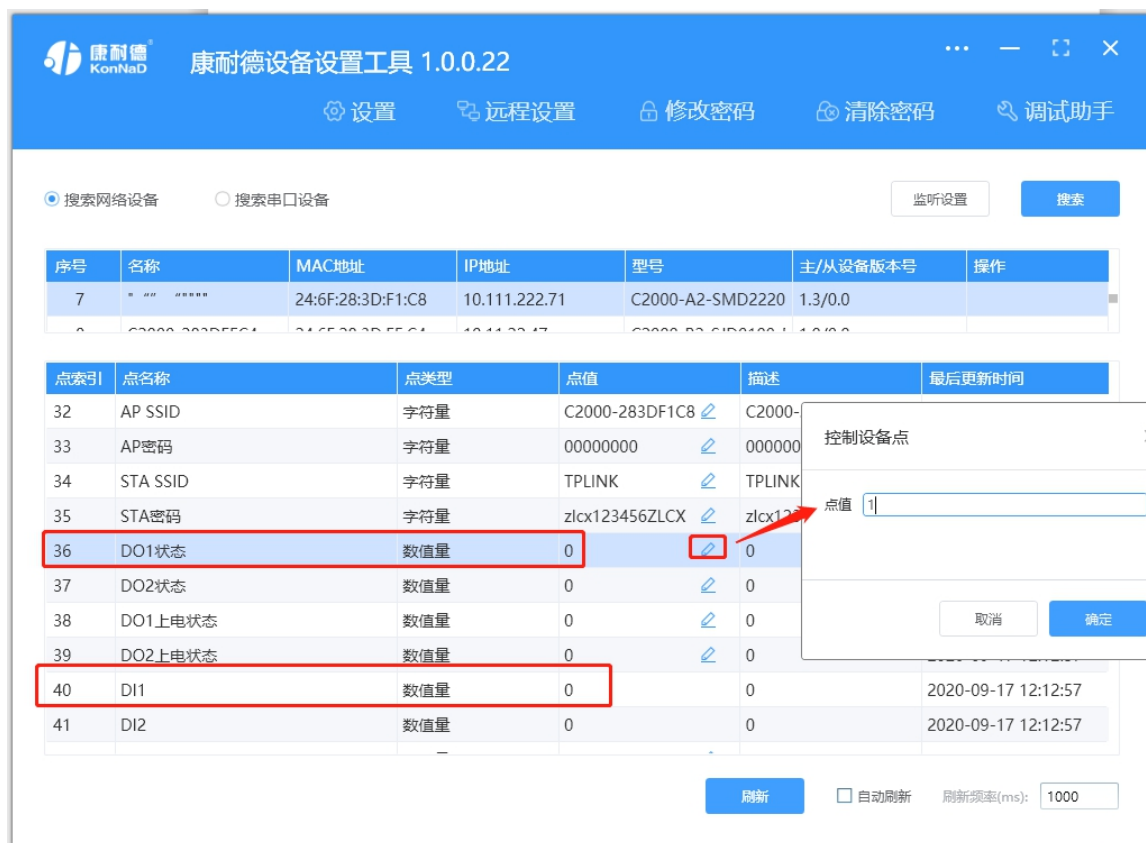 康耐德
KonNaD
康耐德设备设置工具 1.0.0.22
设置 远程设置 修改密码 清除密码 调试助手
搜索网络设备 搜索串口设备 监听设置 搜索
序号 名称 MAC地址 IP地址 型号 主/从设备版本号 操作
7 24:6F:28:3D:F1:C8 10.111.222.71 C2000-A2-SMD2220 1.3/0.0
点索引 点名称 点类型 点值 描述 最后更新时间
32 AP SSID 字符量 C2000-283DF1C8 C2000-
33 AP密码 字符量 00000000 000000
34 STA SSID 字符量 TPLINK TPLINK
35 STA密码 字符量 zlcx123456ZLCX
36 DO1状态 数值量 0 0
37 DO2状态 数值量 0 0
38 DO1上电状态 数值量 0 0
39 DO2上电状态 数值量 0 0
40 DI1 数值量 0 0 2020-09-17 12:12:57
41 DI2 数值量 0 0 2020-09-17 12:12:57
控制设备点
点值 1
取消 确定
刷新 自动刷新 刷新频率(ms): 1000